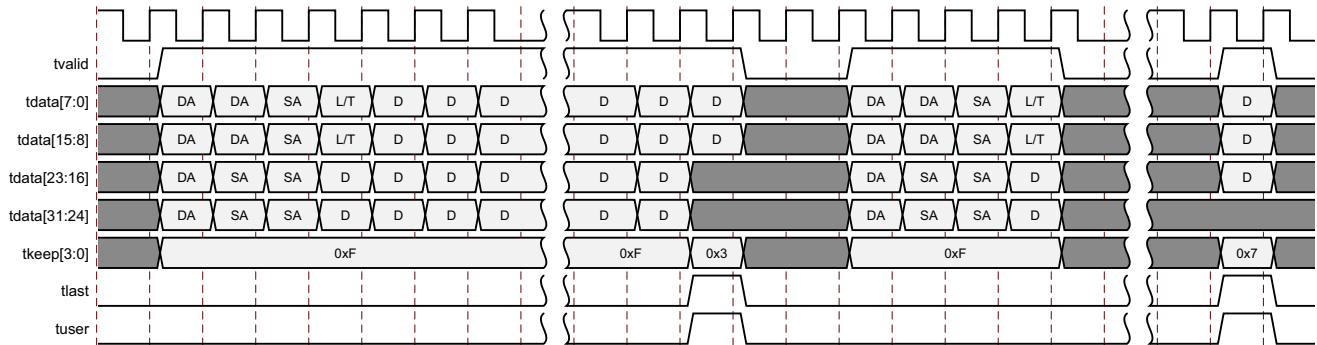 tvalid
tdata[7:0] DA DA SA L/T D D D D D D DA DA SA L/T D
tdata[15:8] DA DA SA L/T D D D D D D DA DA SA L/T D
tdata[23:16] DA SA SA D D D D D D DA SA SA D D
tdata[31:24] DA SA SA D D D D D D DA SA SA D
tkeep[3:0] 0xF 0xF 0x3 0xF 0x7
tlast
tuser